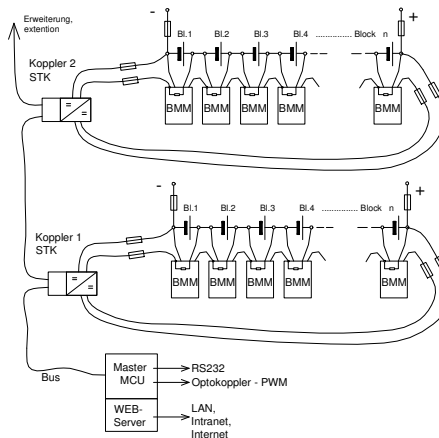 Erweiterung,
extention
-
Bl.1 Bl.2 Bl.3 Bl.4 .............. Block n
+
Koppler 2
STK
= =
BMM BMM BMM BMM BMM
-
Bl.1 Bl.2 Bl.3 Bl.4 .............. Block n
+
Koppler 1
STK
= =
BMM BMM BMM BMM BMM
Bus
Master
MCU
RS232
Optokoppler - PWM
WEB-
Server
LAN,
Intranet,
Internet